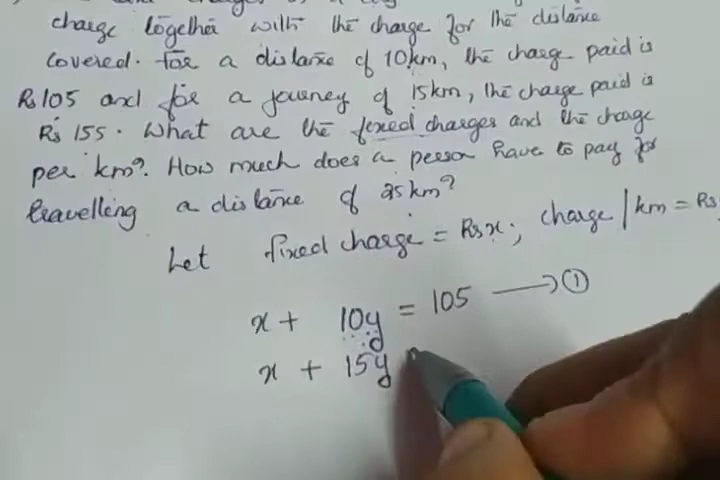 charge together with the charge for the distance
covered. For a distance of 10km, the charge paid is
Rs105 and for a journey of 15km, the charge paid is
Rs 155. What are the fixed charges and the charge
per km? How much does a person have to pay for
travelling a distance of 25km?
Let fixed charge = Rs x; charge/km = Rs
x + 10y = 105 → ①
x + 15y